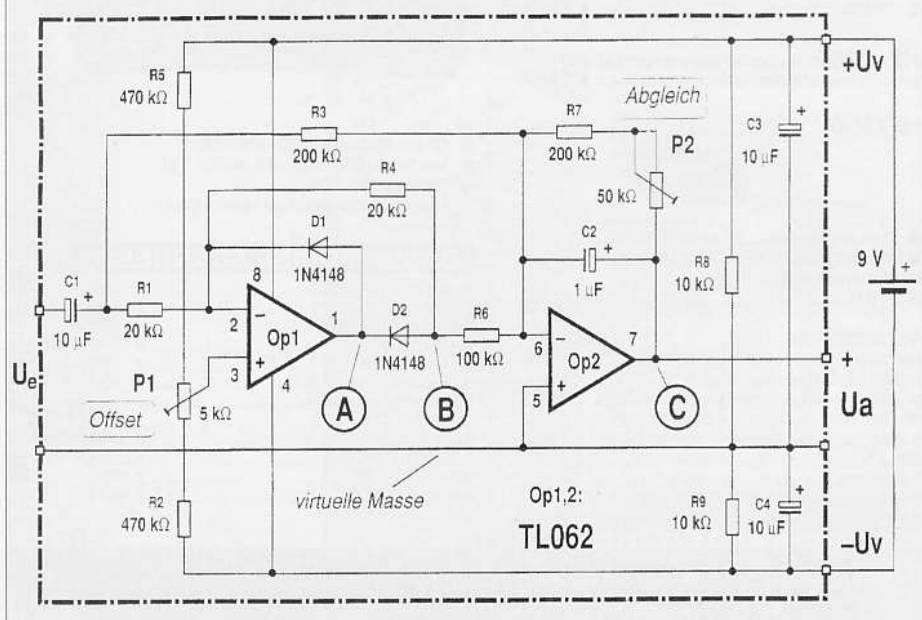 R5
470 kΩ
+Uv
R3
200 kΩ
R7
200 kΩ
Abgleich
P2
50 kΩ
C3
+
10 µF
R4
20 kΩ
D1
1N4148
C2
+
1 µF
R8
10 kΩ
9 V
+
C1
+
10 µF
R1
20 kΩ
8
2
−
Op1
+
3
4
1
D2
1N4148
R6
100 kΩ
6
−
Op2
+
5
7
+
Ue
P1
5 kΩ
Offset
A
B
C
Ua
−
virtuelle Masse
Op1,2:
TL062
R2
470 kΩ
R9
10 kΩ
C4
+
10 µF
−Uv